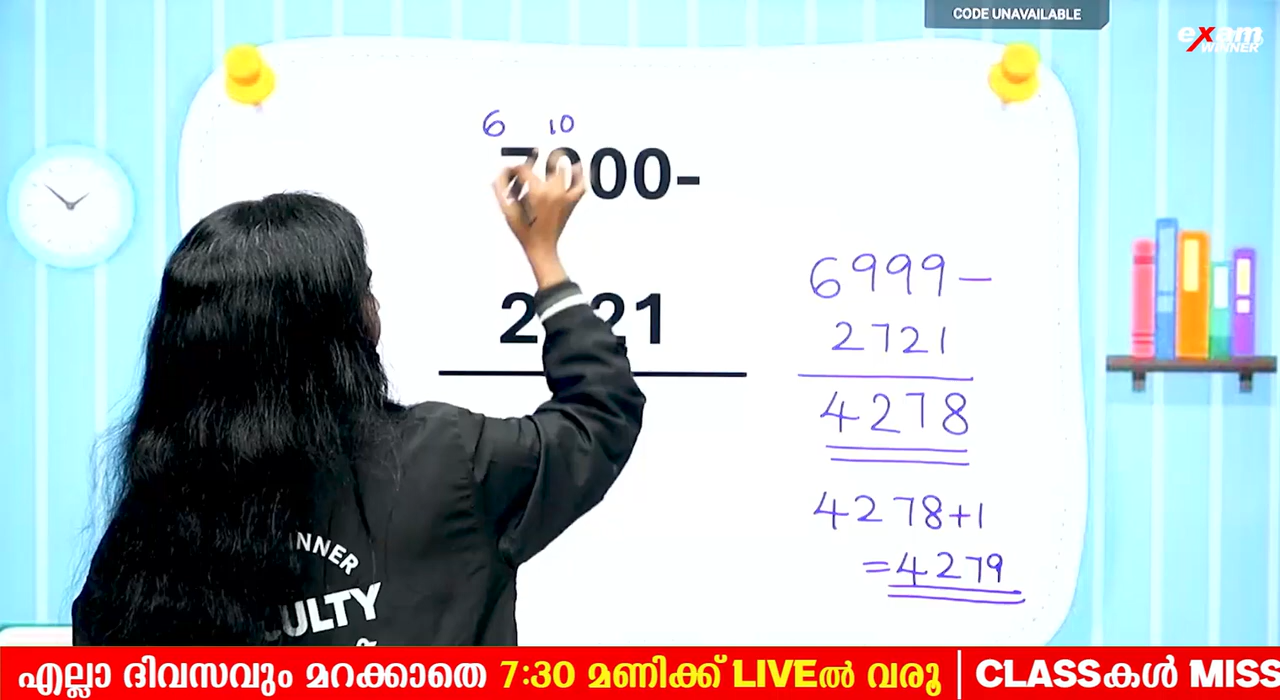 CODE UNAVAILABLE
exam
WINNER
6 10
7000-
2 21
6999 -
2721
4278
4278+1
=4279
INNER
ULTY
എല്ലാ ദിവസവും മറക്കാതെ 7:30 മണിക്ക് LIVEൽ വരൂ | CLASSകൾ MISS